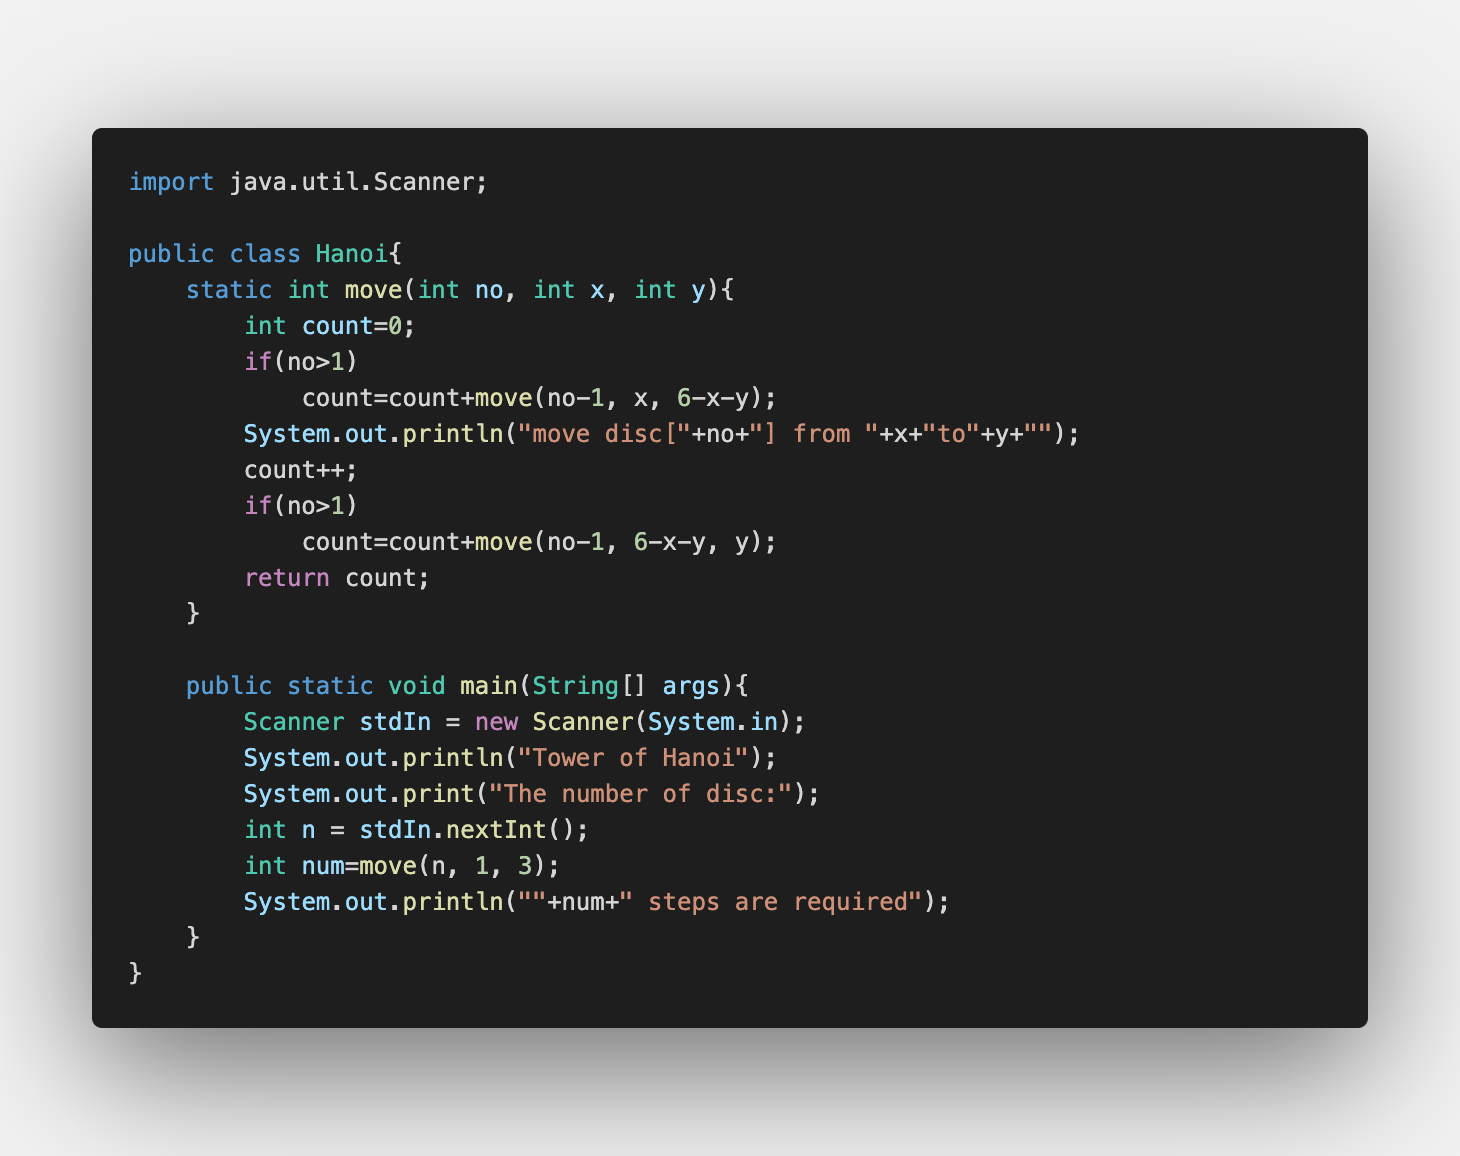 import java.util.Scanner;

public class Hanoi{
    static int move(int no, int x, int y){
        int count=0;
        if(no>1)
            count=count+move(no-1, x, 6-x-y);
        System.out.println("move disc["+no+"] from "+x+"to"+y+"");
        count++;
        if(no>1)
            count=count+move(no-1, 6-x-y, y);
        return count;
    }

    public static void main(String[] args){
        Scanner stdIn = new Scanner(System.in);
        System.out.println("Tower of Hanoi");
        System.out.print("The number of disc:");
        int n = stdIn.nextInt();
        int num=move(n, 1, 3);
        System.out.println(""+num+" steps are required");
    }
}